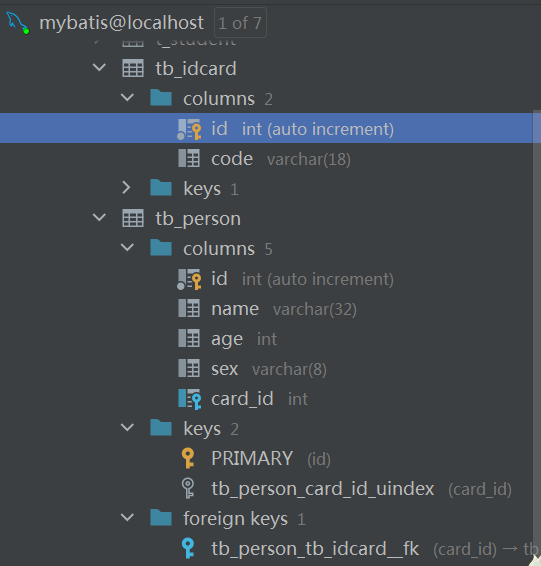 mybatis@localhost 1 of 7
t_student
tb_idcard
columns 2
id int (auto increment)
code varchar(18)
keys 1
tb_person
columns 5
id int (auto increment)
name varchar(32)
age int
sex varchar(8)
card_id int
keys 2
PRIMARY (id)
tb_person_card_id_uindex (card_id)
foreign keys 1
tb_person_tb_idcard__fk (card_id) → tb